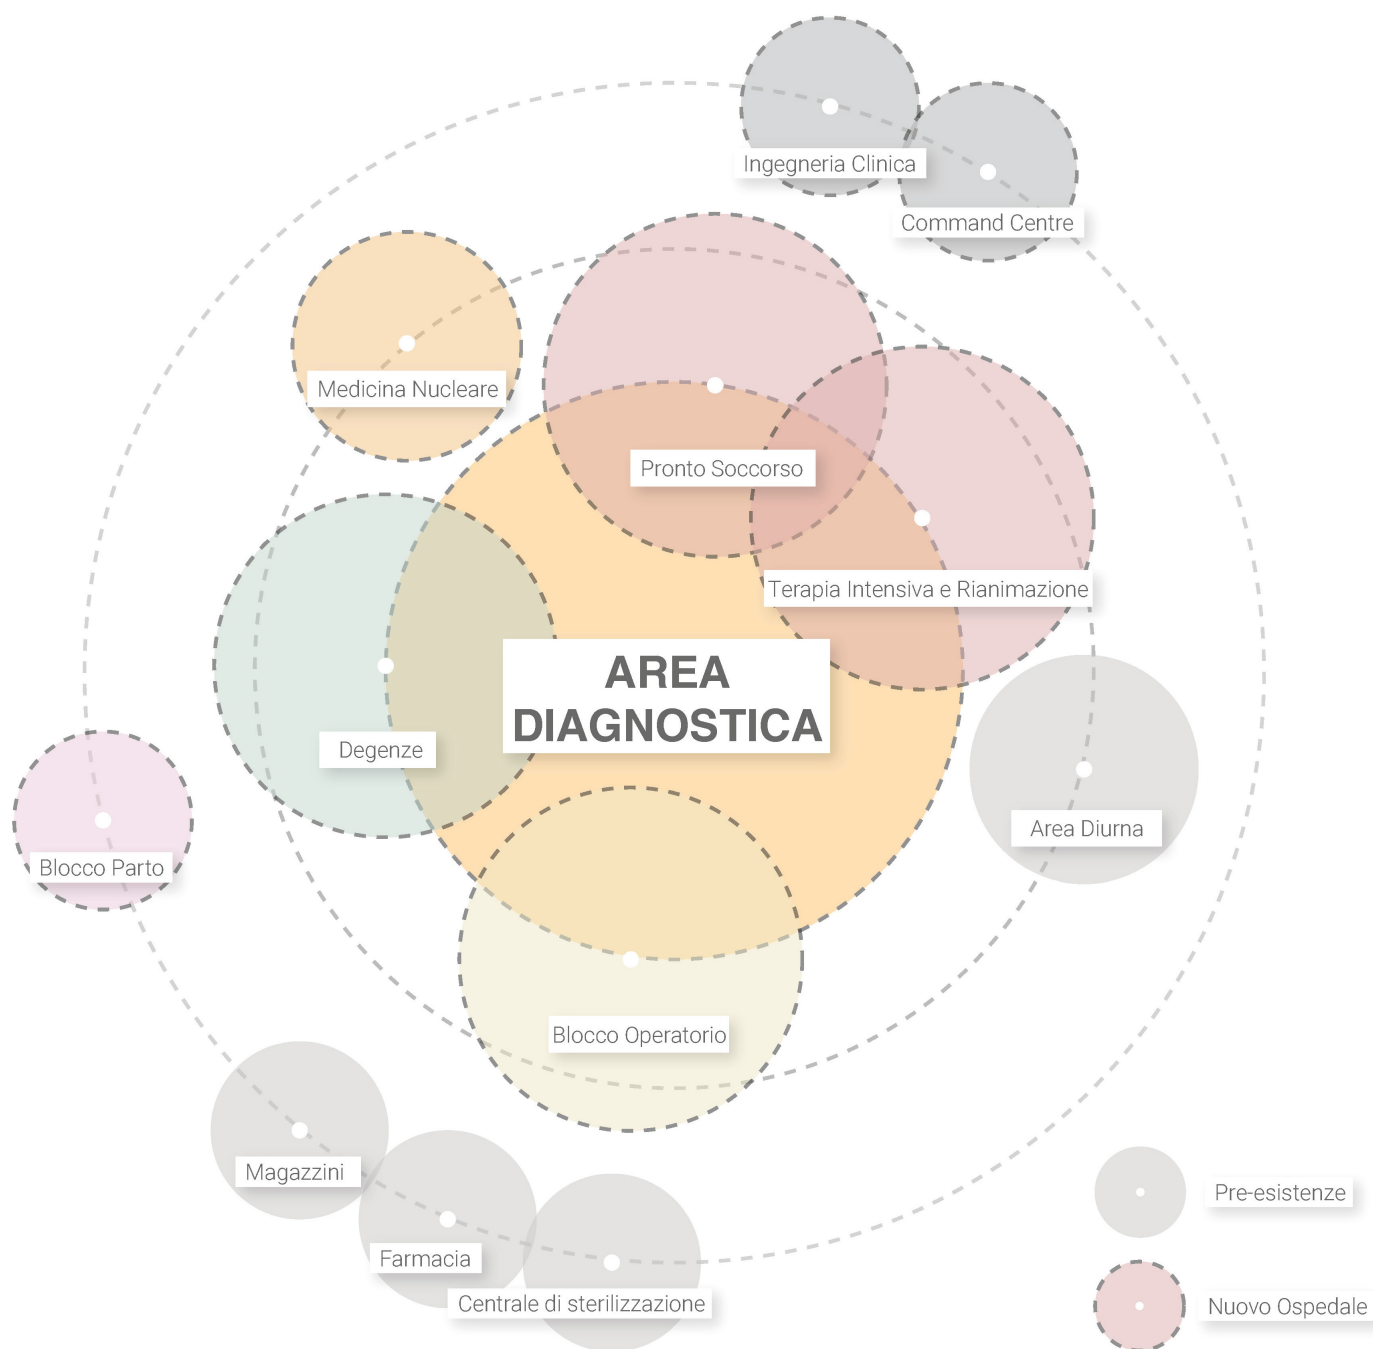 Ingegneria Clinica
Command Centre
Medicina Nucleare
Pronto Soccorso
Terapia Intensiva e Rianimazione
AREA
DIAGNOSTICA
Degenze
Area Diurna
Blocco Parto
Blocco Operatorio
Magazzini
Farmacia
Centrale di sterilizzazione
Pre-esistenze
Nuovo Ospedale